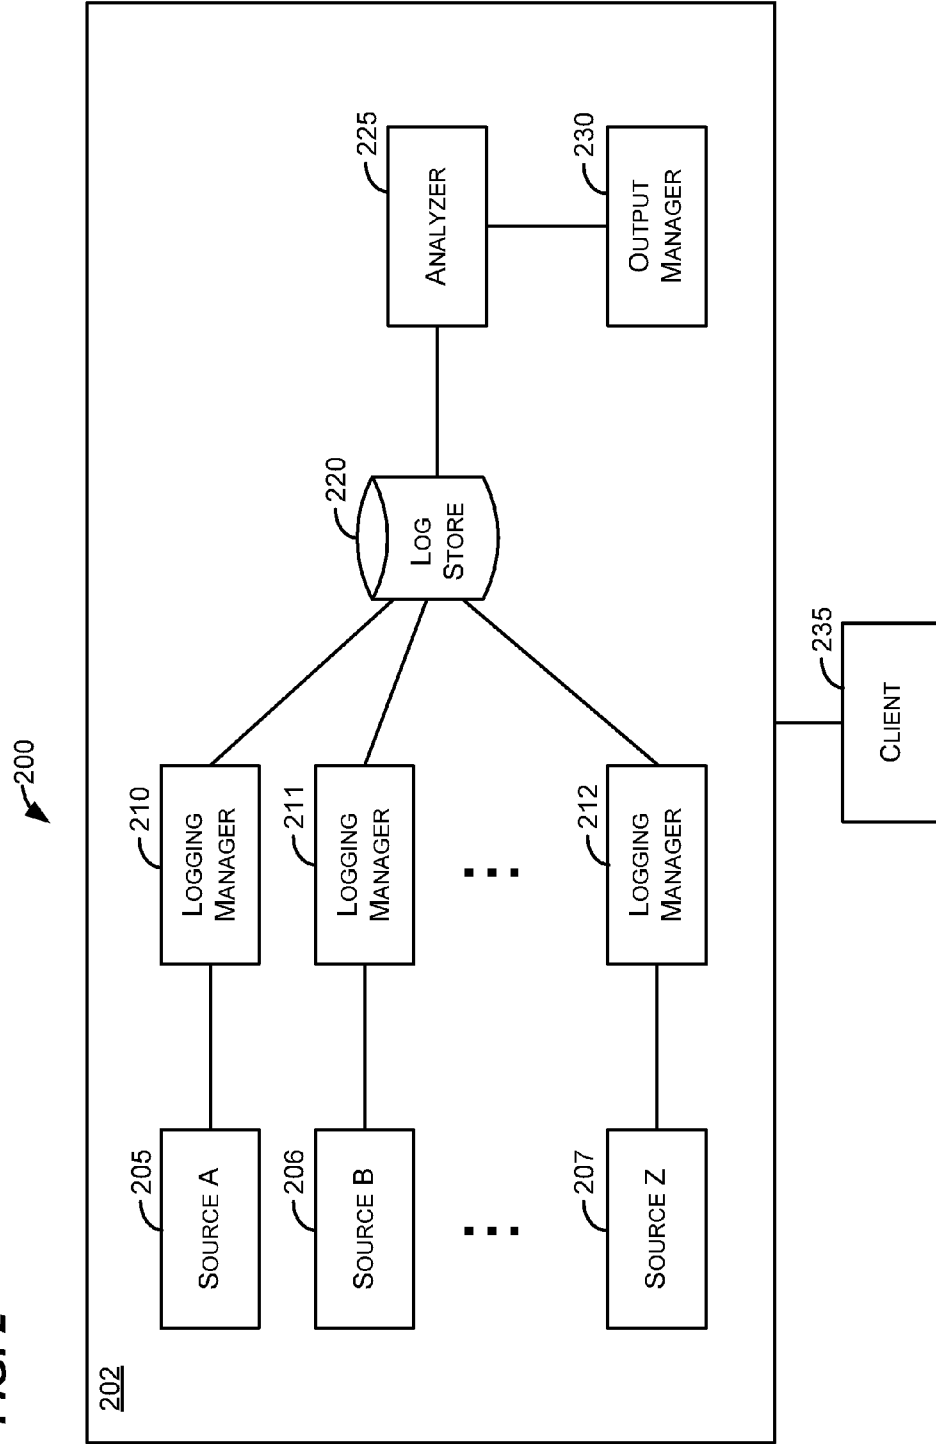 200
202
205
SOURCE A
210
LOGGING
MANAGER
206
SOURCE B
211
LOGGING
MANAGER
...
...
207
SOURCE Z
212
LOGGING
MANAGER
220
LOG
STORE
225
ANALYZER
230
OUTPUT
MANAGER
235
CLIENT